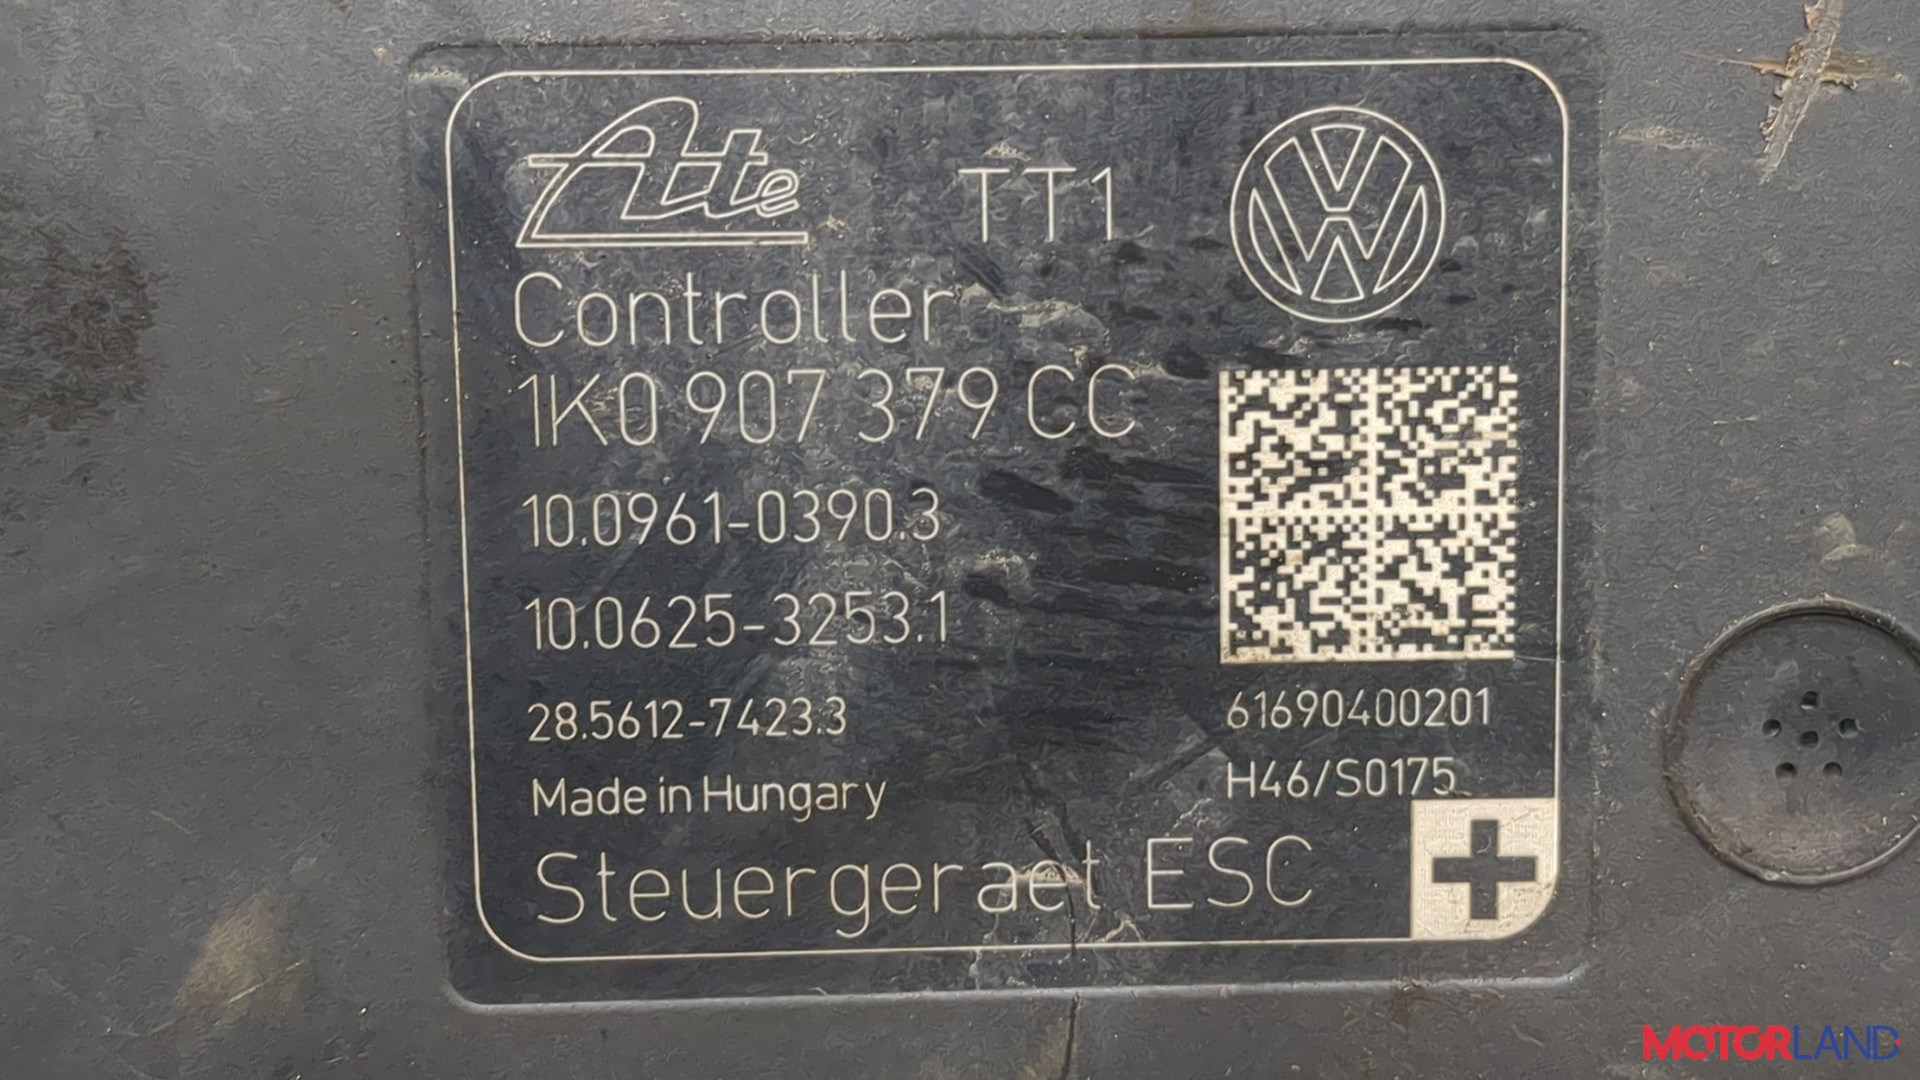 Ate TT1
Controller
1K0 907 379 CC
10.0961-0390.3
10.0625-3253.1
28.5612-7423.3
61690400201
Made in Hungary
H46/S0175
Steuergeraet ESC
MOTORLAND